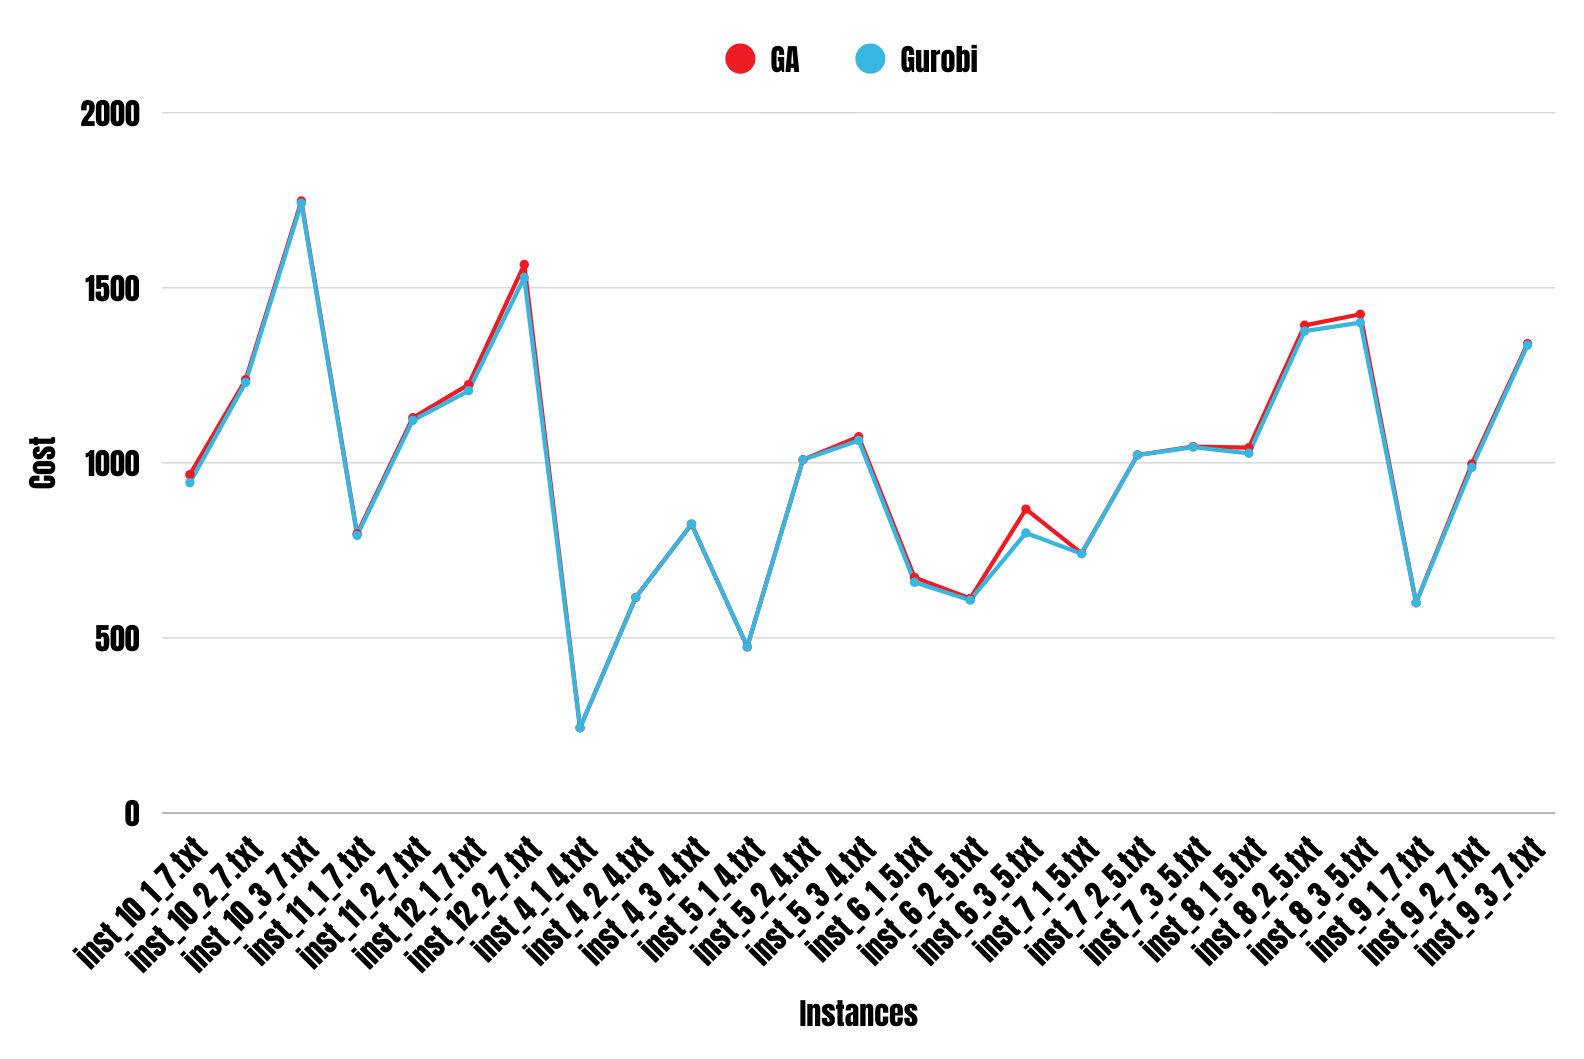 GA Gurobi
2000
1500
1000
500
0
Cost
inst_10_1_7.txt
inst_10_2_7.txt
inst_10_3_7.txt
inst_11_1_7.txt
inst_11_2_7.txt
inst_12_1_7.txt
inst_12_2_7.txt
inst_4_1_4.txt
inst_4_2_4.txt
inst_4_3_4.txt
inst_5_1_4.txt
inst_5_2_4.txt
inst_5_3_4.txt
inst_6_1_5.txt
inst_6_2_5.txt
inst_6_3_5.txt
inst_7_1_5.txt
inst_7_2_5.txt
inst_7_3_5.txt
inst_8_1_5.txt
inst_8_2_5.txt
inst_8_3_5.txt
inst_9_1_7.txt
inst_9_2_7.txt
inst_9_3_7.txt
Instances